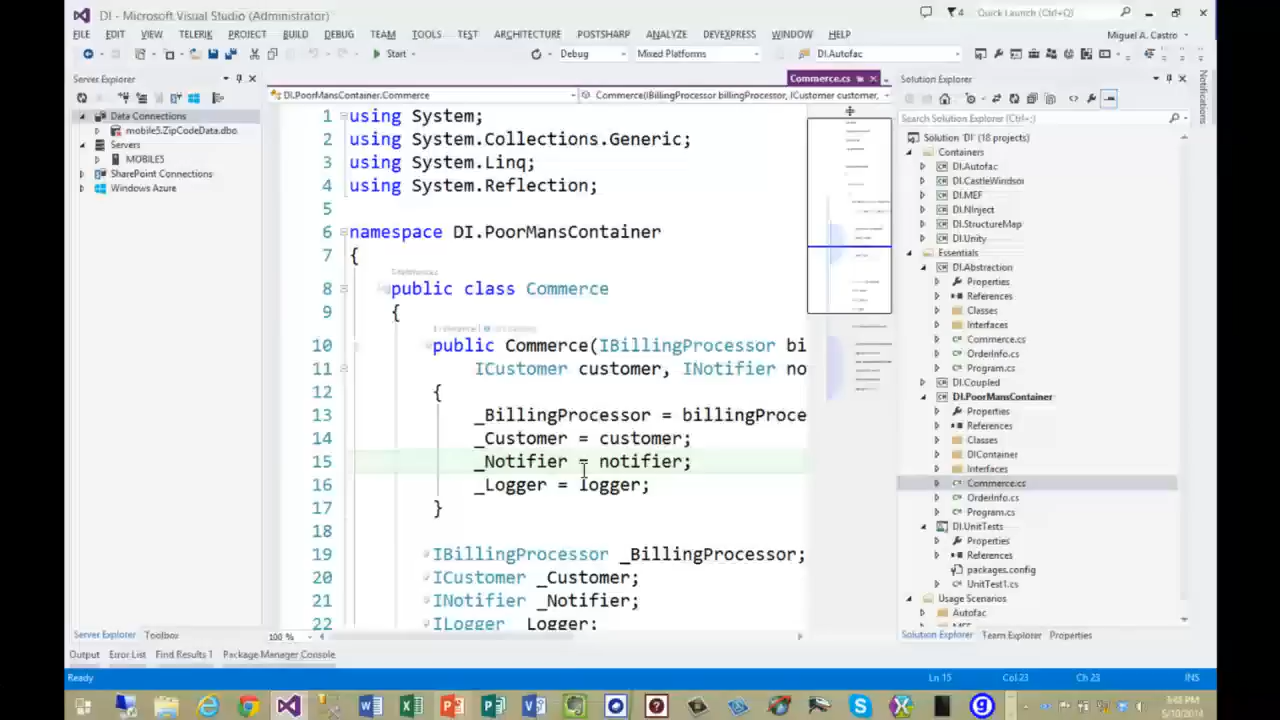 DI - Microsoft Visual Studio (Administrator)
4
Quick Launch (Ctrl+Q)
FILE EDIT VIEW TELERIK PROJECT BUILD DEBUG TEAM TOOLS TEST ARCHITECTURE POSTSHARP ANALYZE DEVEXPRESS WINDOW HELP
Miguel A. Castro
Start
Debug
Mixed Platforms
DI.Autofac
Server Explorer
Data Connections
mobile5.ZipCodeData.dbo
Servers
MOBILE5
SharePoint Connections
Windows Azure
Server Explorer Toolbox
Commerce.cs
DI.PoorMansContainer.Commerce
Commerce(IBillingProcessor billingProcessor, ICustomer customer,
1 using System;
2 using System.Collections.Generic;
3 using System.Linq;
4 using System.Reflection;
5
6 namespace DI.PoorMansContainer
7 {
8 public class Commerce
9 {
10 public Commerce(IBillingProcessor bi
11 ICustomer customer, INotifier no
12 {
13 _BillingProcessor = billingProce
14 _Customer = customer;
15 _Notifier = notifier;
16 _Logger = logger;
17 }
18
19 IBillingProcessor _BillingProcessor;
20 ICustomer _Customer;
21 INotifier _Notifier;
22 ILogger _Logger;
100 %
Solution Explorer
Search Solution Explorer (Ctrl+;)
Solution 'DI' (18 projects)
Containers
DI.Autofac
DI.CastleWindsor
DI.MEF
DI.NInject
DI.StructureMap
DI.Unity
Essentials
DI.Abstraction
Properties
References
Classes
Interfaces
Commerce.cs
OrderInfo.cs
Program.cs
DI.Coupled
DI.PoorMansContainer
Properties
References
Classes
DIContainer
Interfaces
Commerce.cs
OrderInfo.cs
Program.cs
DI.UnitTests
Properties
References
packages.config
UnitTest1.cs
Usage Scenarios
Autofac
MEF
Solution Explorer Team Explorer Properties
Notifications
Output Error List Find Results 1 Package Manager Console
Ready
Ln 15 Col 23 Ch 23 INS
5/10/2014